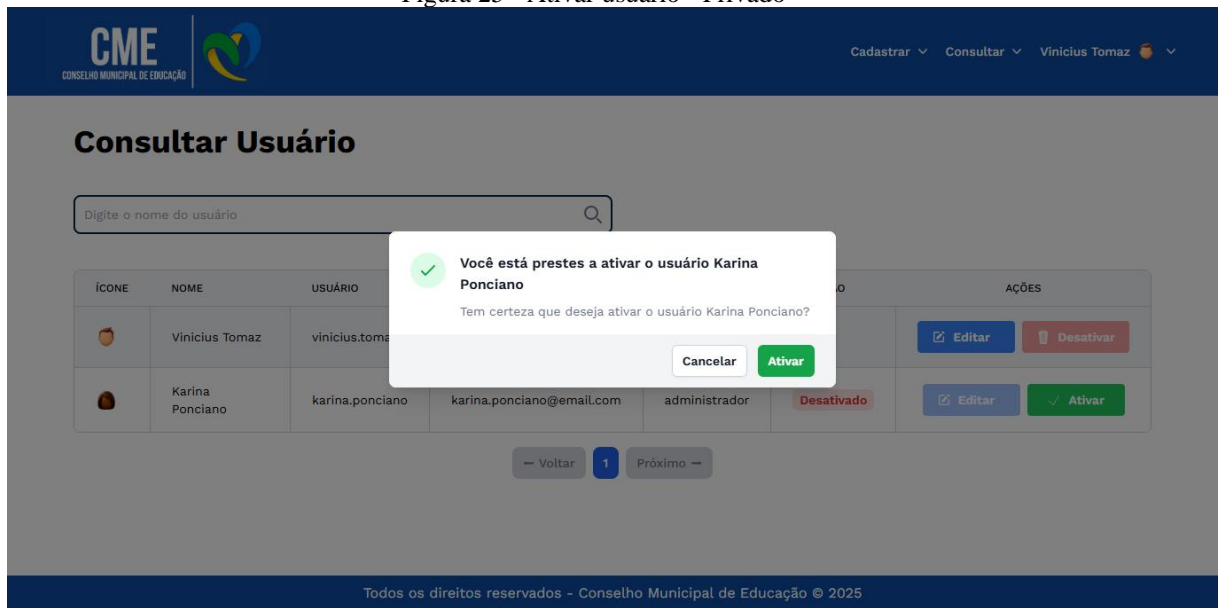 Figura 25 - Ativar usuário - Privado
CME
CONSELHO MUNICIPAL DE EDUCAÇÃO
Cadastrar Consultar Vinicius Tomaz
Consultar Usuário
Digite o nome do usuário
Você está prestes a ativar o usuário Karina
Ponciano
Tem certeza que deseja ativar o usuário Karina Ponciano?
Cancelar Ativar
ÍCONE NOME USUÁRIO AÇÕES
Vinicius Tomaz Editar Desativar
Karina
Ponciano karina.ponciano karina.ponciano@email.com administrador Desativado Editar Ativar
← Voltar 1 Próximo →
Todos os direitos reservados - Conselho Municipal de Educação © 2025